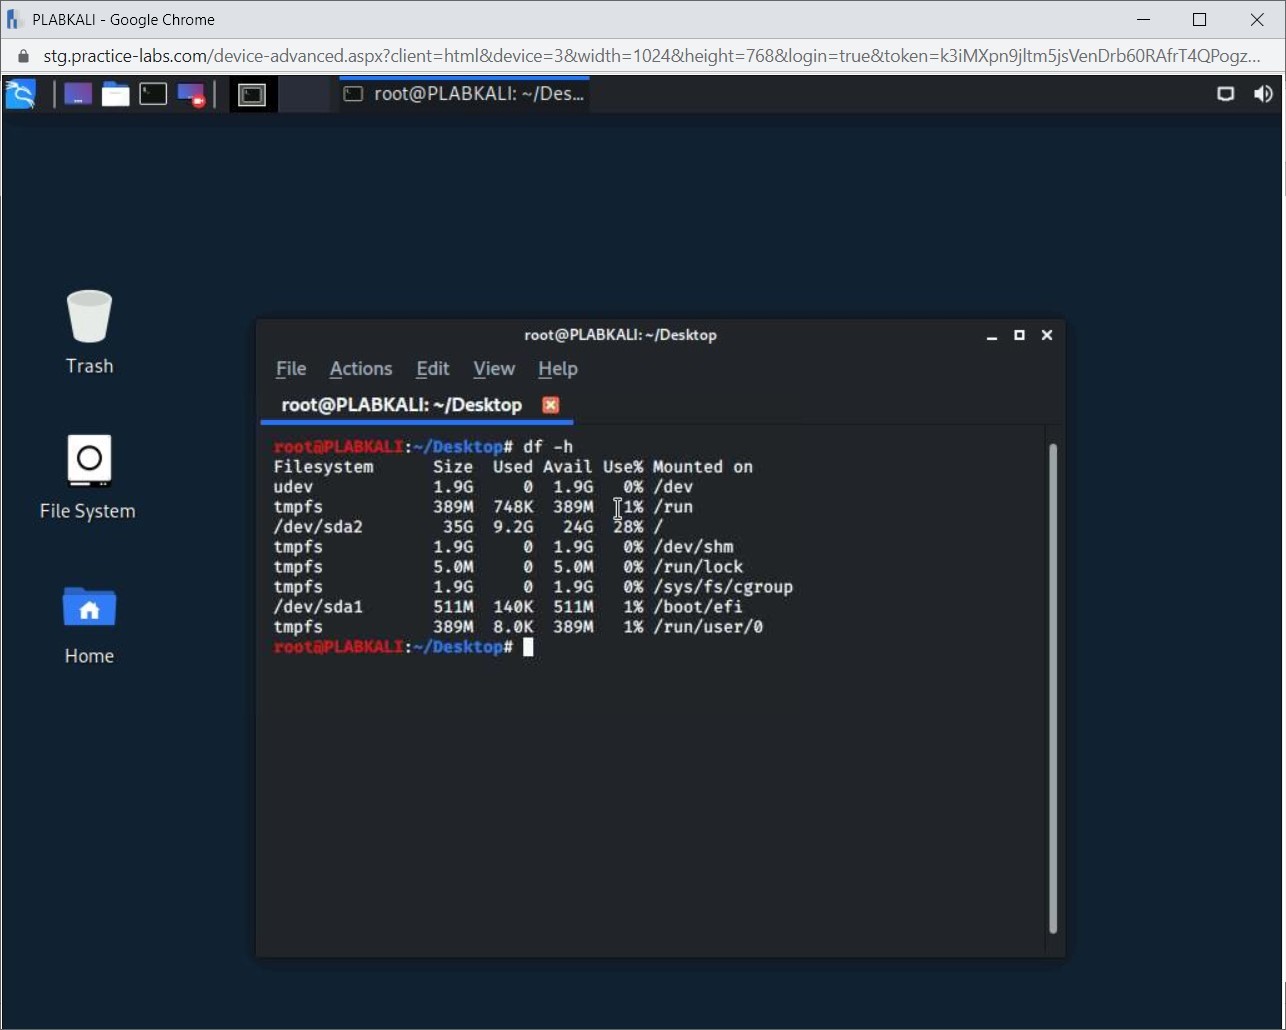 PLABKALI - Google Chrome
stg.practice-labs.com/device-advanced.aspx?client=html&device=3&width=1024&height=768&login=true&token=k3iMXpn9jltm5jsVenDrb60RAfrT4QPogz...
root@PLABKALI: ~/Des...
Trash
File System
Home
root@PLABKALI: ~/Desktop
File Actions Edit View Help
root@PLABKALI: ~/Desktop
root@PLABKALI:~/Desktop# df -h
Filesystem Size Used Avail Use% Mounted on
udev 1.9G 0 1.9G 0% /dev
tmpfs 389M 748K 389M 1% /run
/dev/sda2 35G 9.2G 24G 28% /
tmpfs 1.9G 0 1.9G 0% /dev/shm
tmpfs 5.0M 0 5.0M 0% /run/lock
tmpfs 1.9G 0 1.9G 0% /sys/fs/cgroup
/dev/sda1 511M 140K 511M 1% /boot/efi
tmpfs 389M 8.0K 389M 1% /run/user/0
root@PLABKALI:~/Desktop#